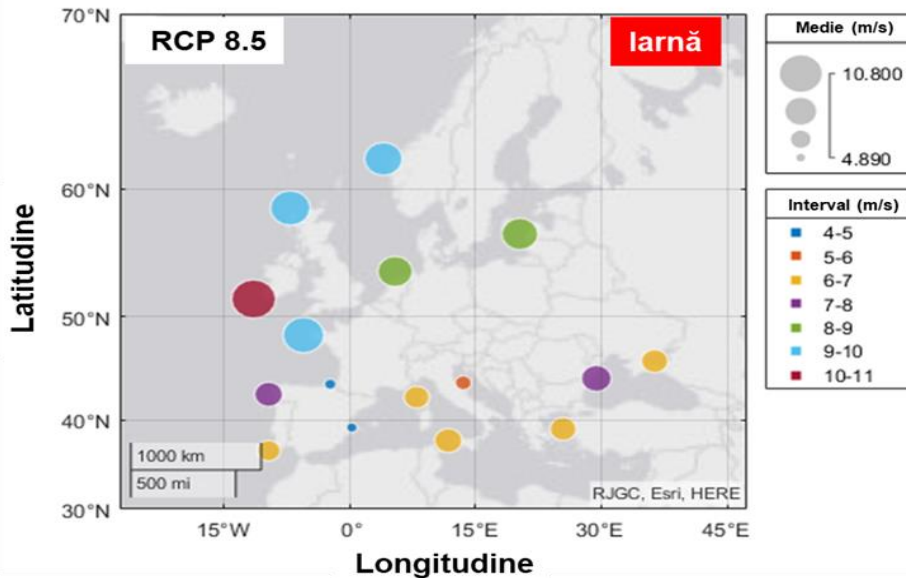 RCP 8.5
Iarnă
70°N
60°N
50°N
40°N
30°N
Latitudine
1000 km
500 mi
RJGC, Esri, HERE
15°W
0°
15°E
30°E
45°E
Longitudine
Medie (m/s)
10.800
4.890
Interval (m/s)
4-5
5-6
6-7
7-8
8-9
9-10
10-11